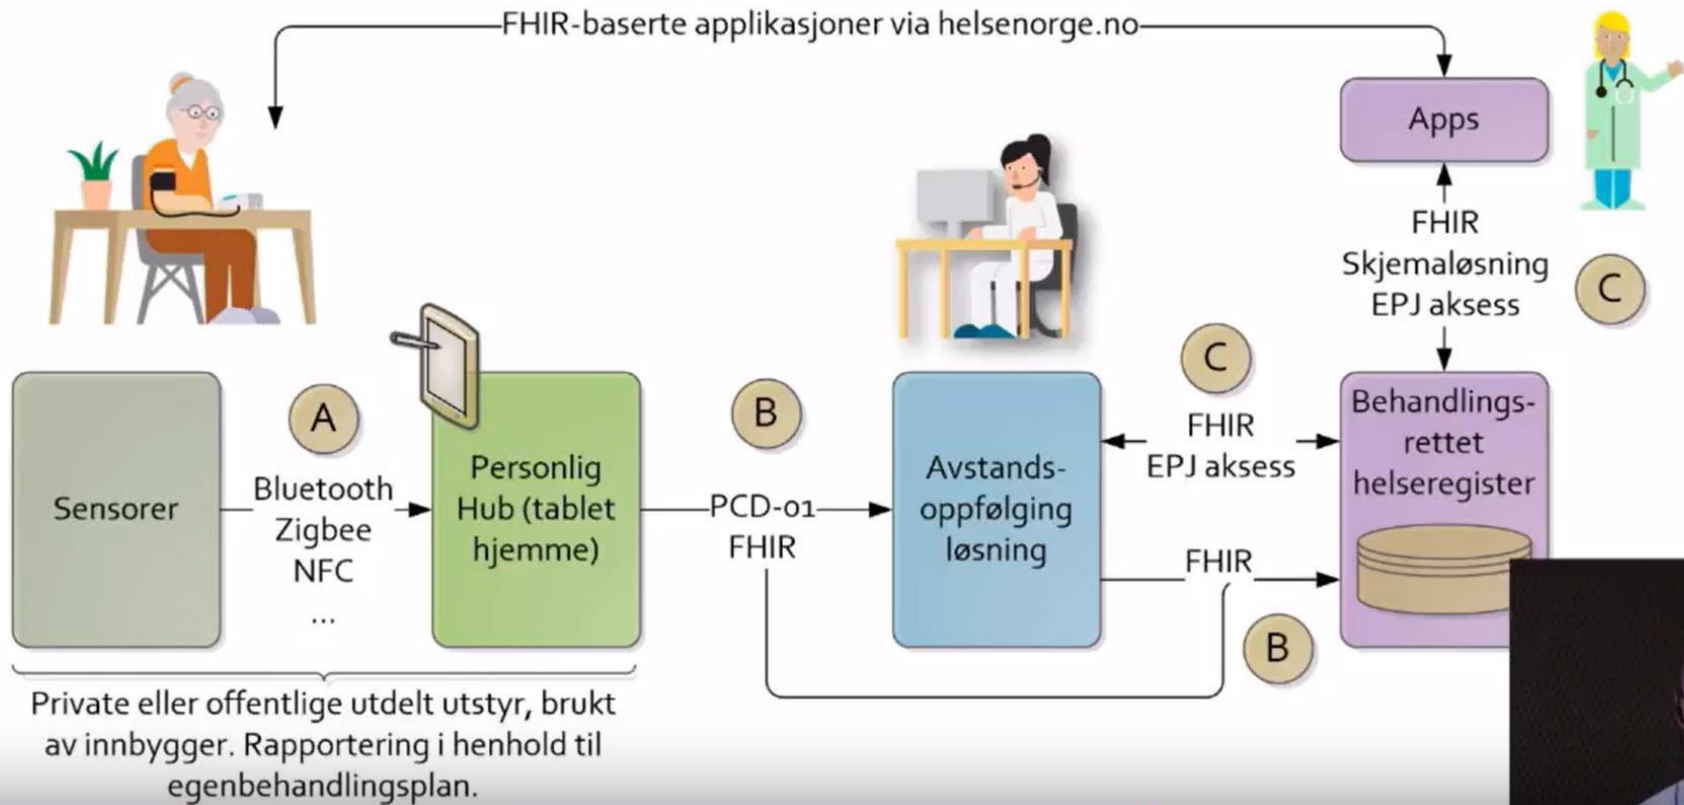 FHIR-baserte applikasjoner via helsenorge.no
Apps
FHIR
Skjemaløsning
EPJ aksess
C
Sensorer
A
Bluetooth
Zigbee
NFC
...
Personlig
Hub (tablet
hjemme)
B
PCD-01
FHIR
Avstands-
oppfølging
løsning
C
FHIR
EPJ aksess
FHIR
B
Behandlings-
rettet
helseregister
Private eller offentlige utdelt utstyr, brukt
av innbygger. Rapportering i henhold til
egenbehandlingsplan.